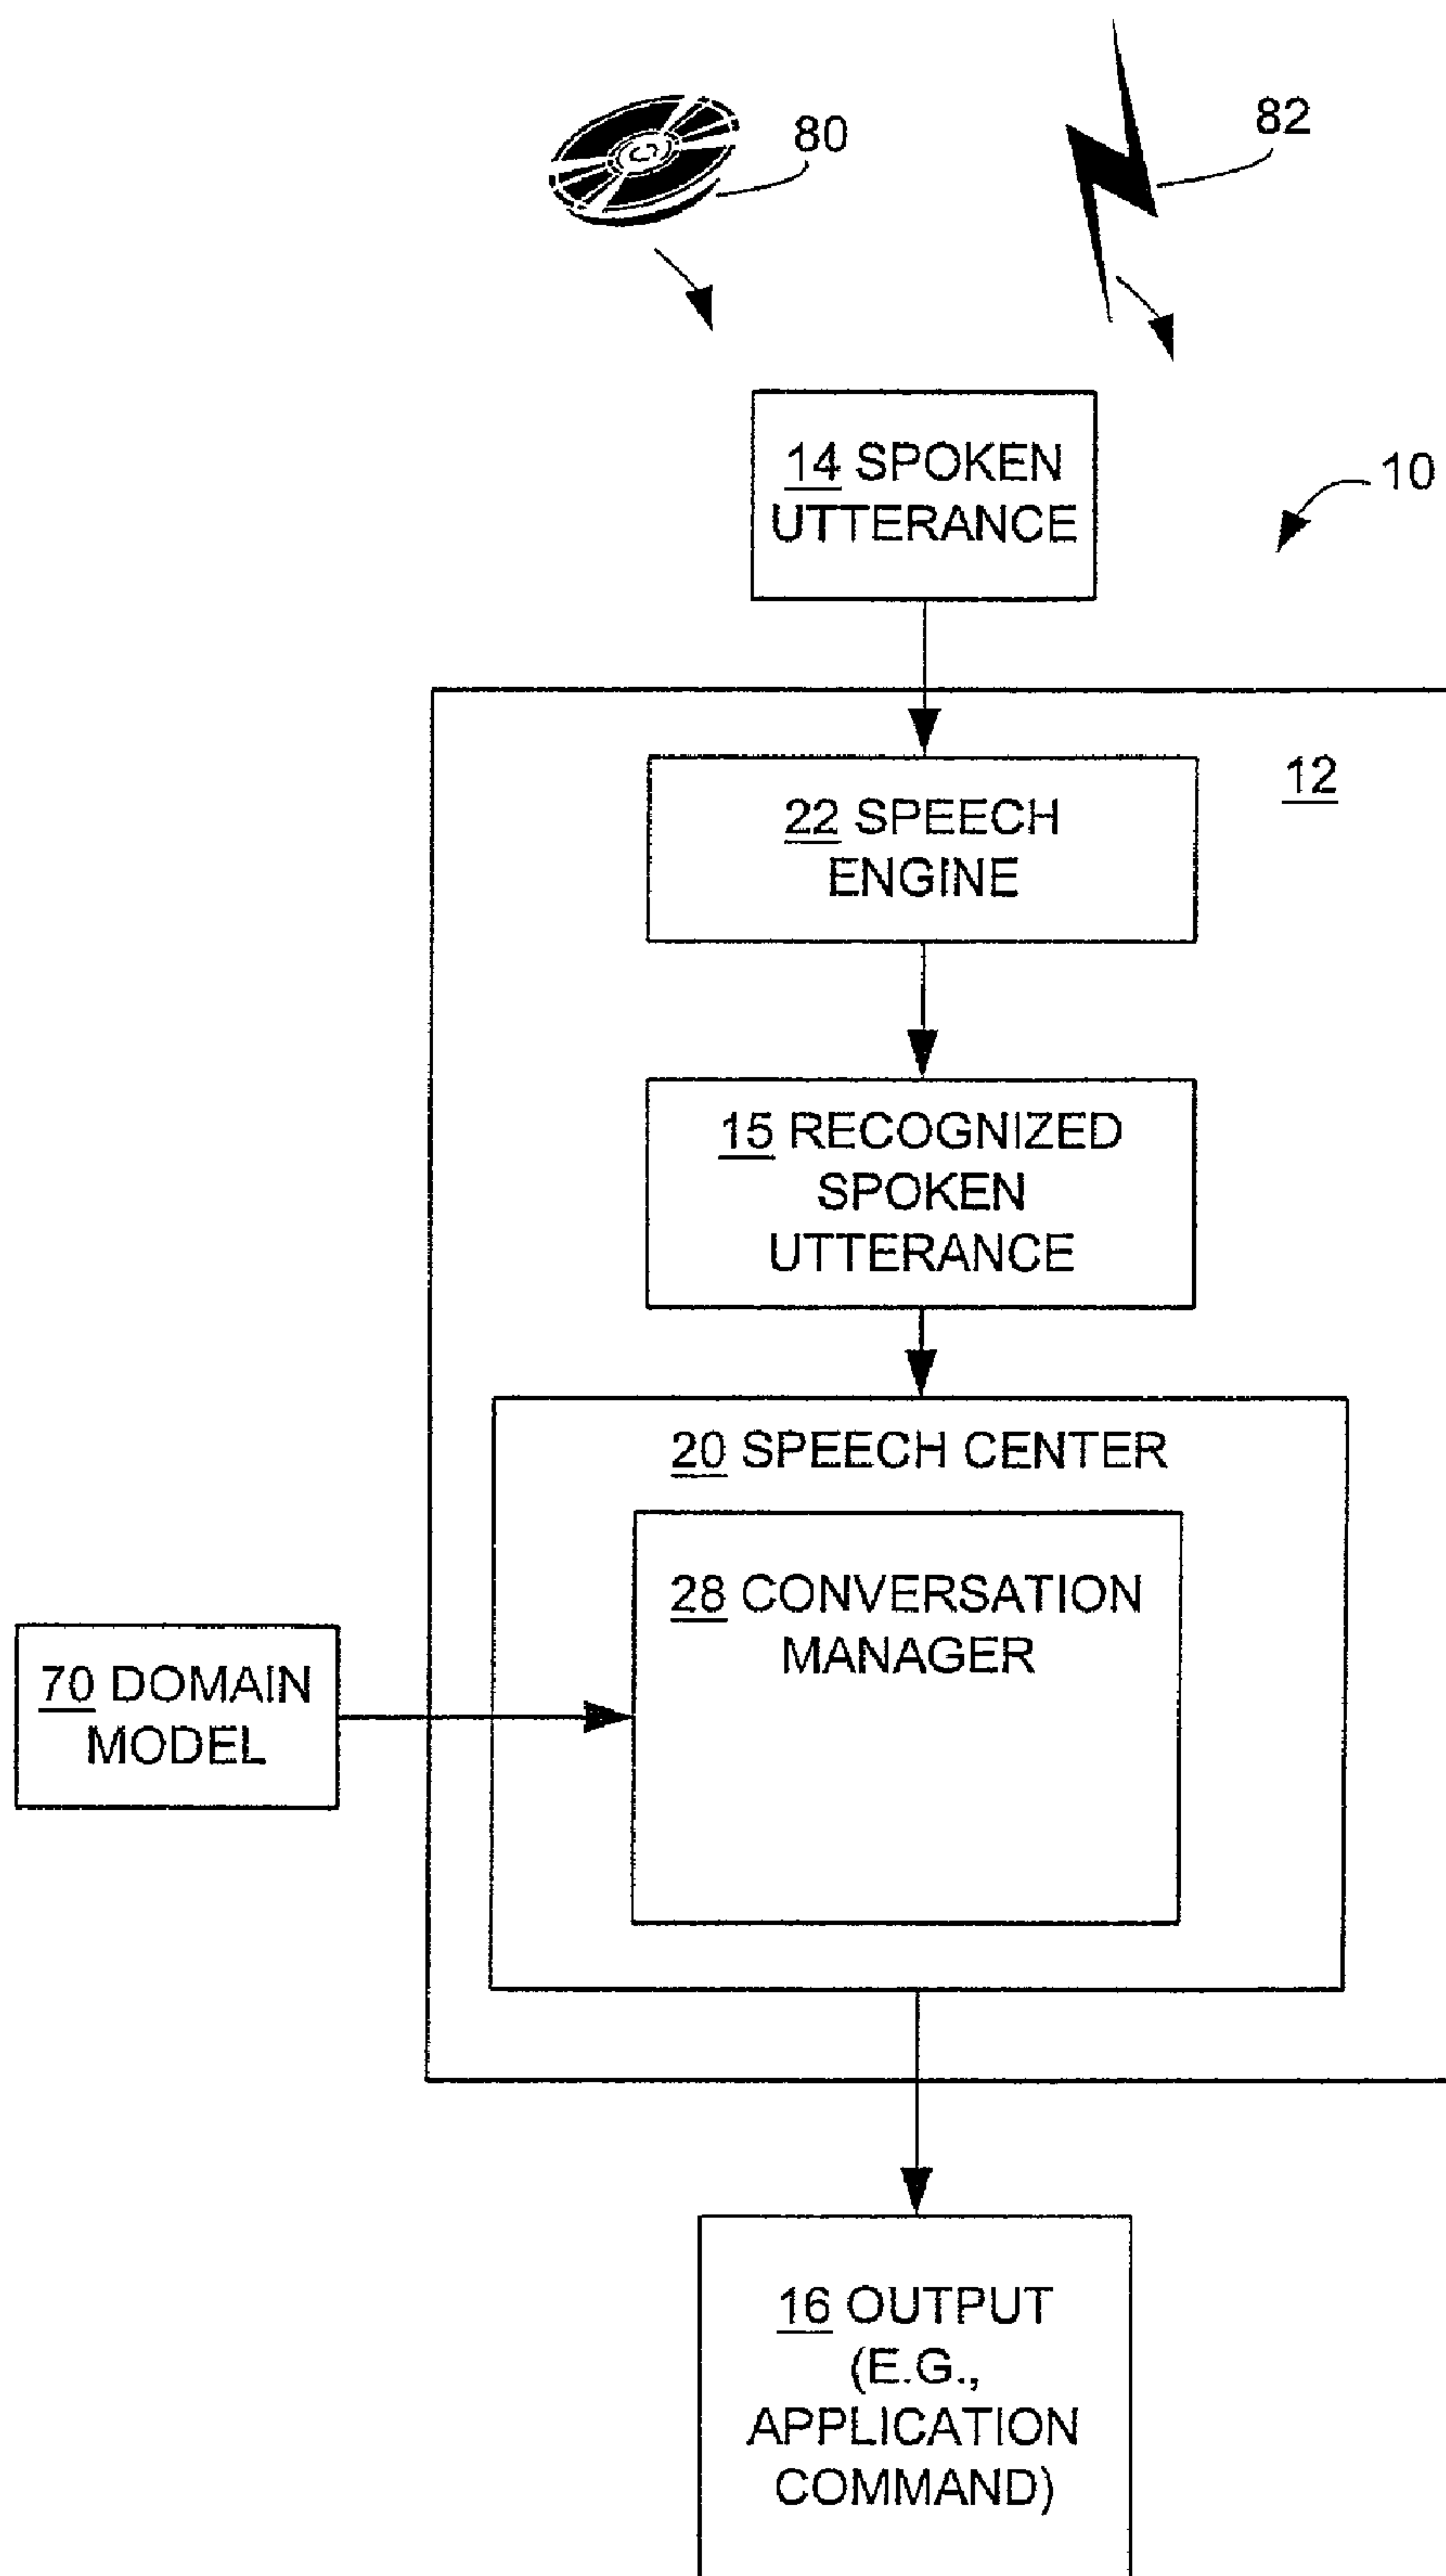 80
82
14 SPOKEN
UTTERANCE
10
12
22 SPEECH
ENGINE
15 RECOGNIZED
SPOKEN
UTTERANCE
20 SPEECH CENTER
28 CONVERSATION
MANAGER
70 DOMAIN
MODEL
16 OUTPUT
(E.G.,
APPLICATION
COMMAND)